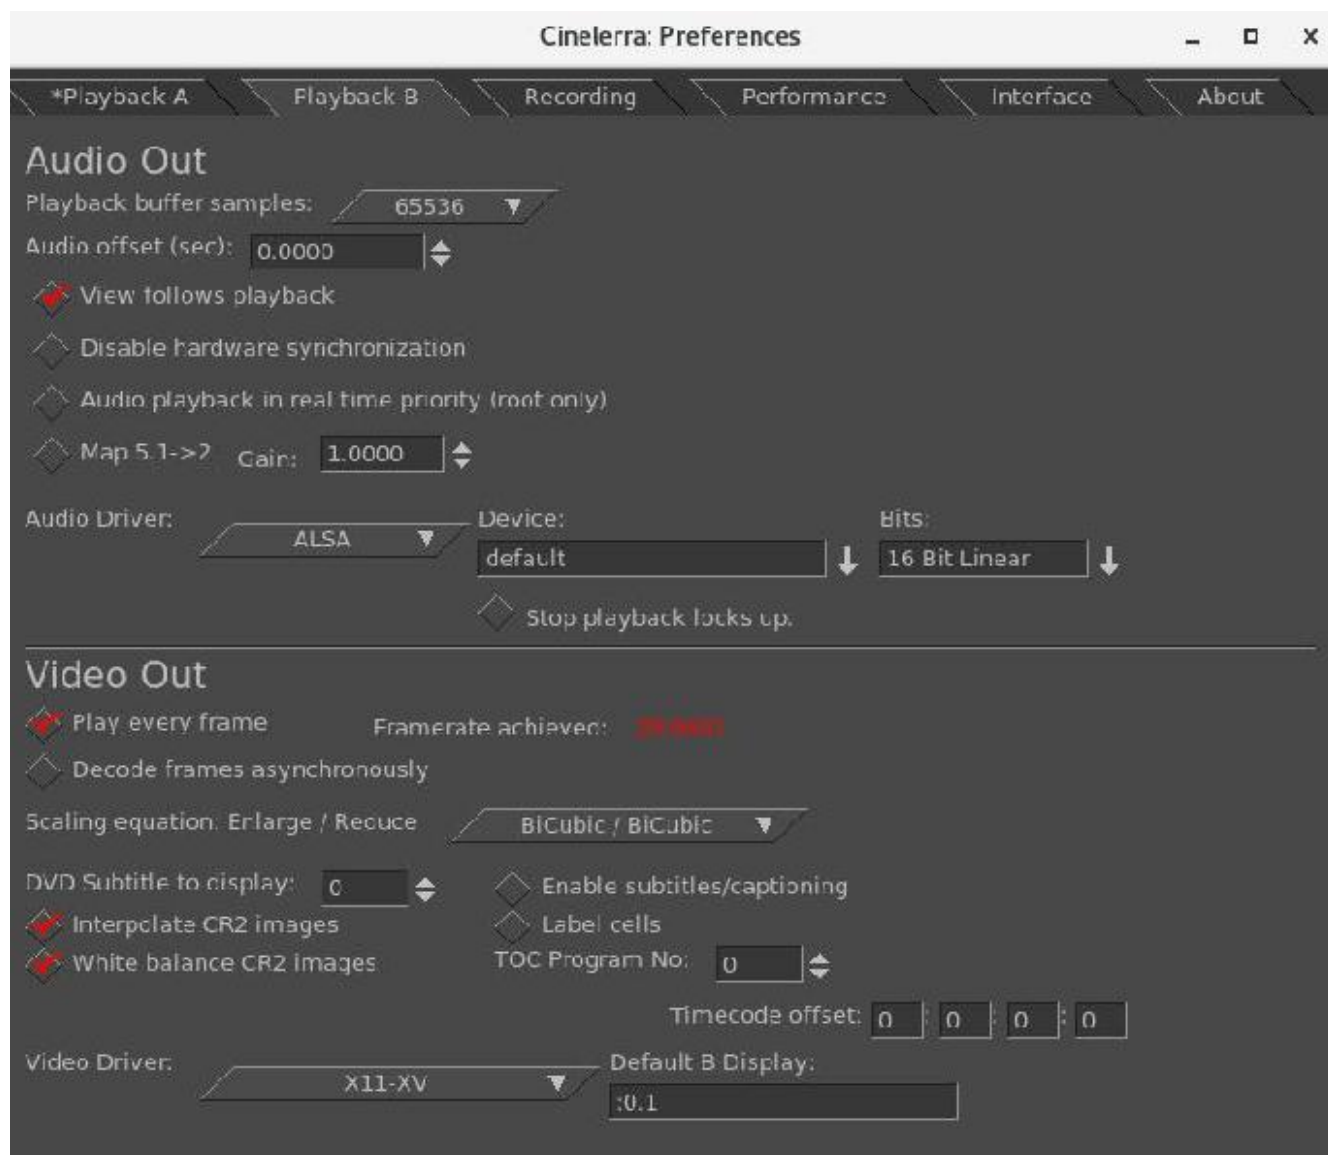 Cinelerra: Preferences
*Playback A Playback B Recording Performance Interface About
Audio Out
Playback buffer samples: 65536
Audio offset (sec): 0.0000
View follows playback
Disable hardware synchronization
Audio playback in real time priority (root only)
Map 5.1->2 Gain: 1.0000
Audio Driver: ALSA Device: Bits:
default 16 Bit Linear
Stop playback locks up.
Video Out
Play every frame Framerate achieved:
Decode frames asynchronously
Scaling equation: Enlarge / Reduce BiCubic / BiCubic
DVD Subtitle to display: 0 Enable subtitles/captioning
Interpolate CR2 images Label cells
White balance CR2 images TOC Program No: 0
Timecode offset: 0 : 0 : 0 : 0
Video Driver: X11-XV Default B Display:
:0.1